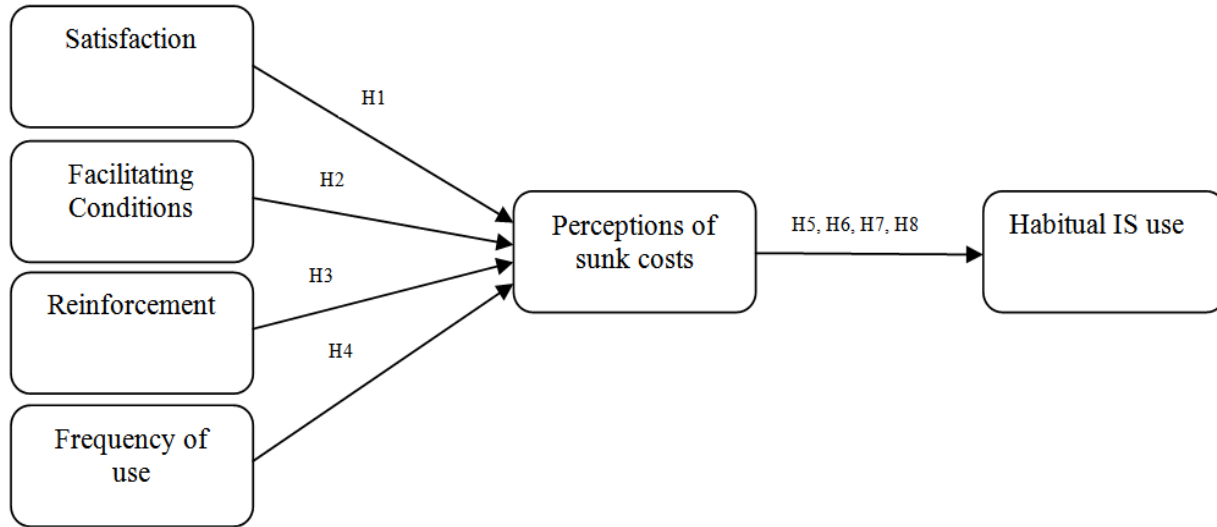 Satisfaction
H1
Facilitating
Conditions
H2
Reinforcement
H3
Frequency of
use
H4
Perceptions of
sunk costs
H5, H6, H7, H8
Habitual IS use